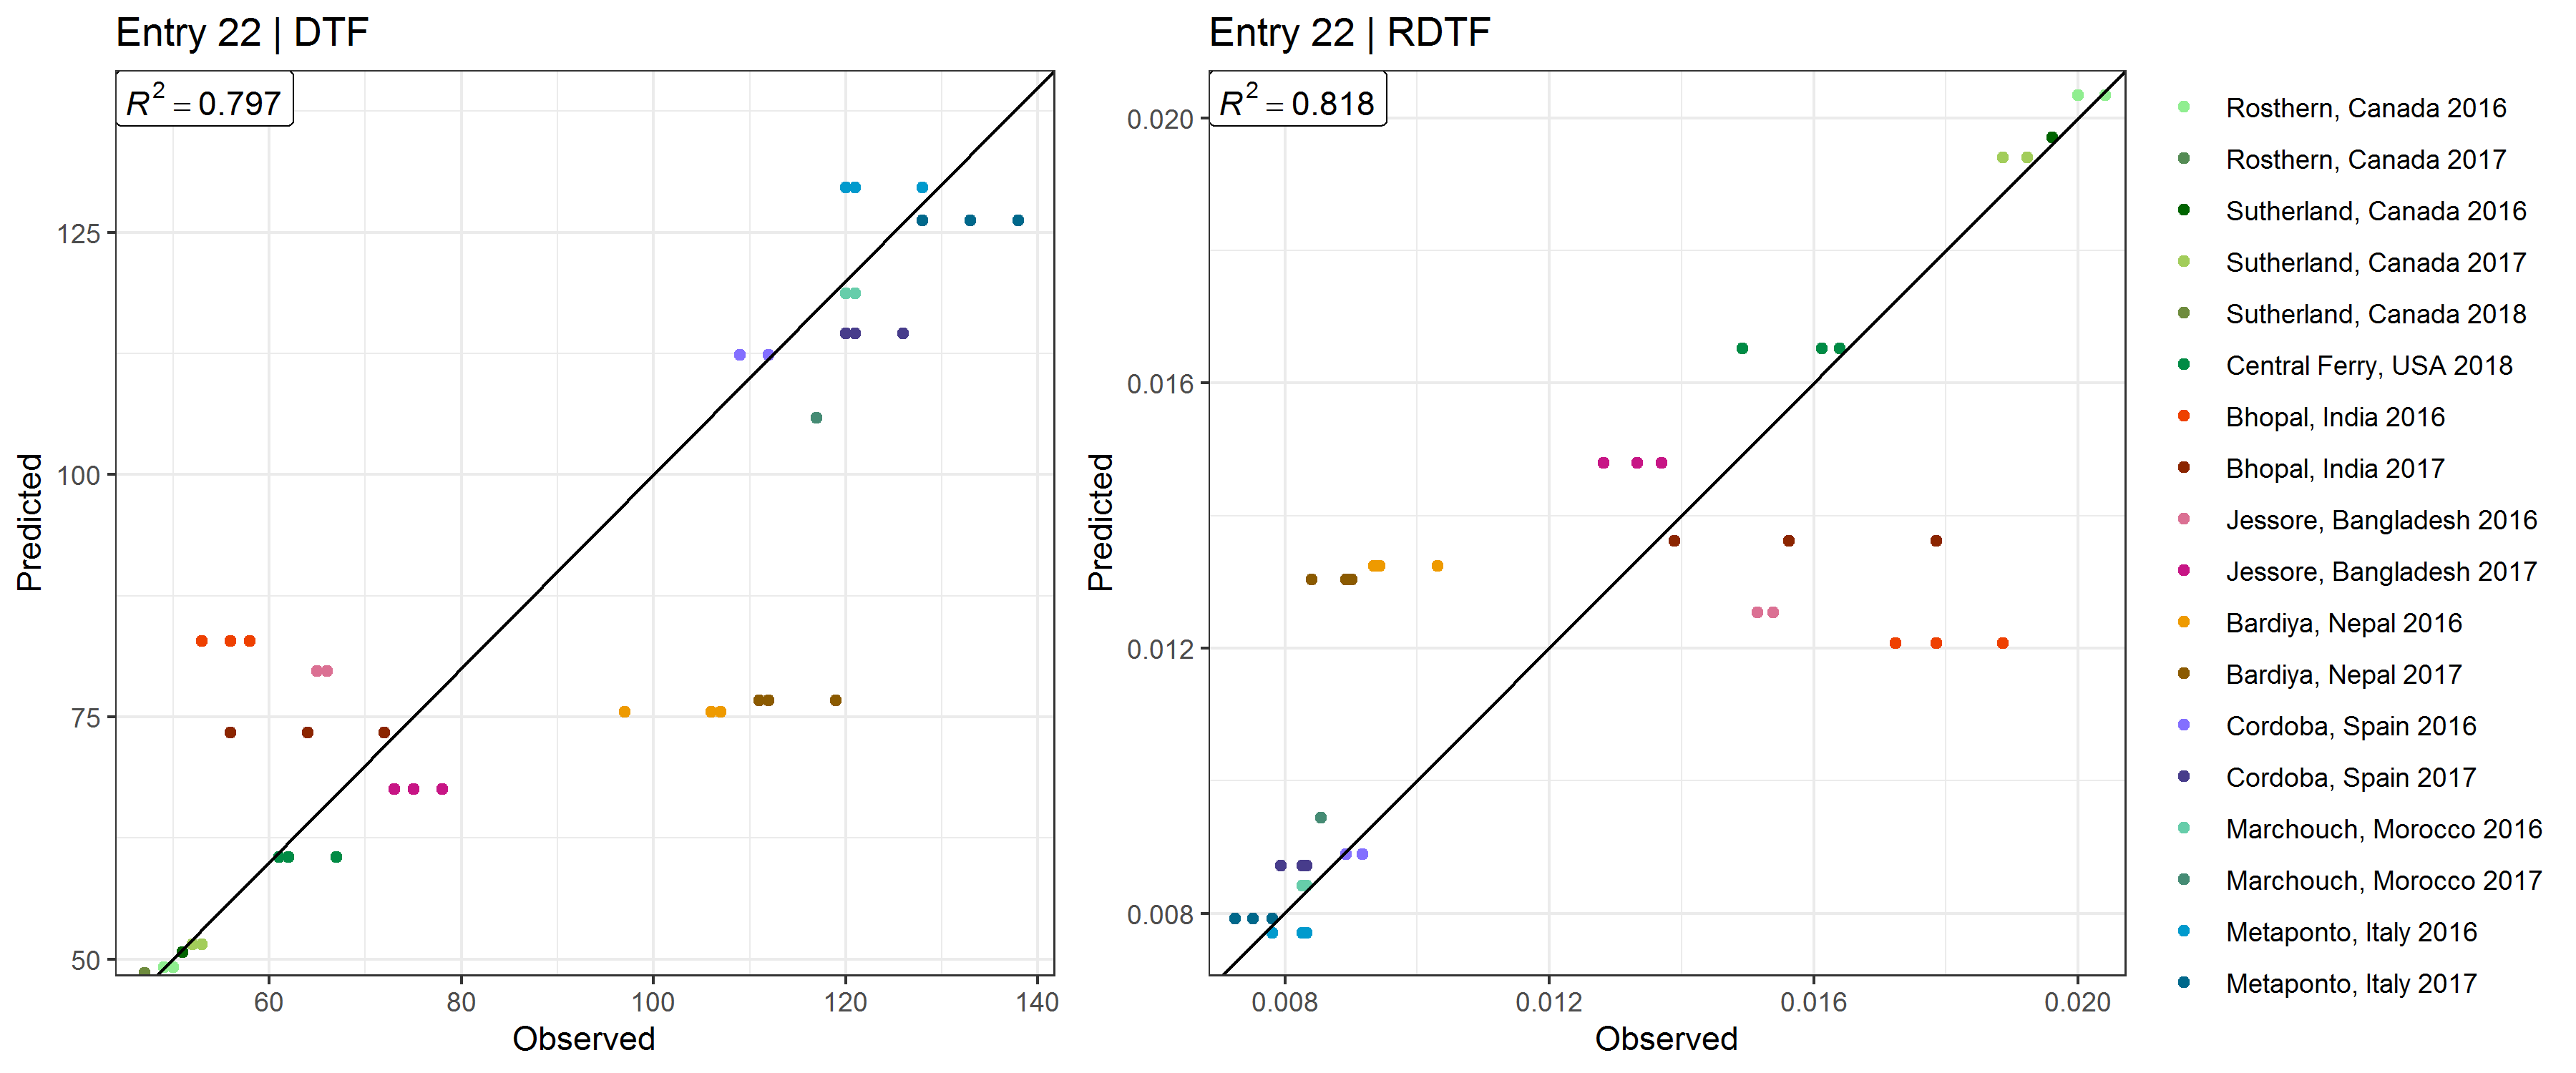 Entry 22 | DTF
R² = 0.797
125
100
75
50
60 80 100 120 140
Observed
Predicted
Entry 22 | RDTF
R² = 0.818
0.020
0.016
0.012
0.008
0.008 0.012 0.016 0.020
Observed
Predicted
Rosthern, Canada 2016
Rosthern, Canada 2017
Sutherland, Canada 2016
Sutherland, Canada 2017
Sutherland, Canada 2018
Central Ferry, USA 2018
Bhopal, India 2016
Bhopal, India 2017
Jessore, Bangladesh 2016
Jessore, Bangladesh 2017
Bardiya, Nepal 2016
Bardiya, Nepal 2017
Cordoba, Spain 2016
Cordoba, Spain 2017
Marchouch, Morocco 2016
Marchouch, Morocco 2017
Metaponto, Italy 2016
Metaponto, Italy 2017